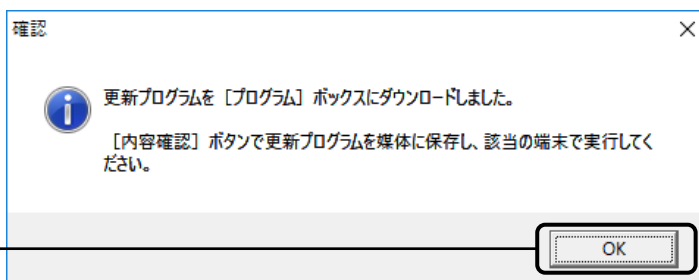 確認
更新プログラムを［プログラム］ボックスにダウンロードしました。
［内容確認］ボタンで更新プログラムを媒体に保存し、該当の端末で実行してく
ださい。
OK